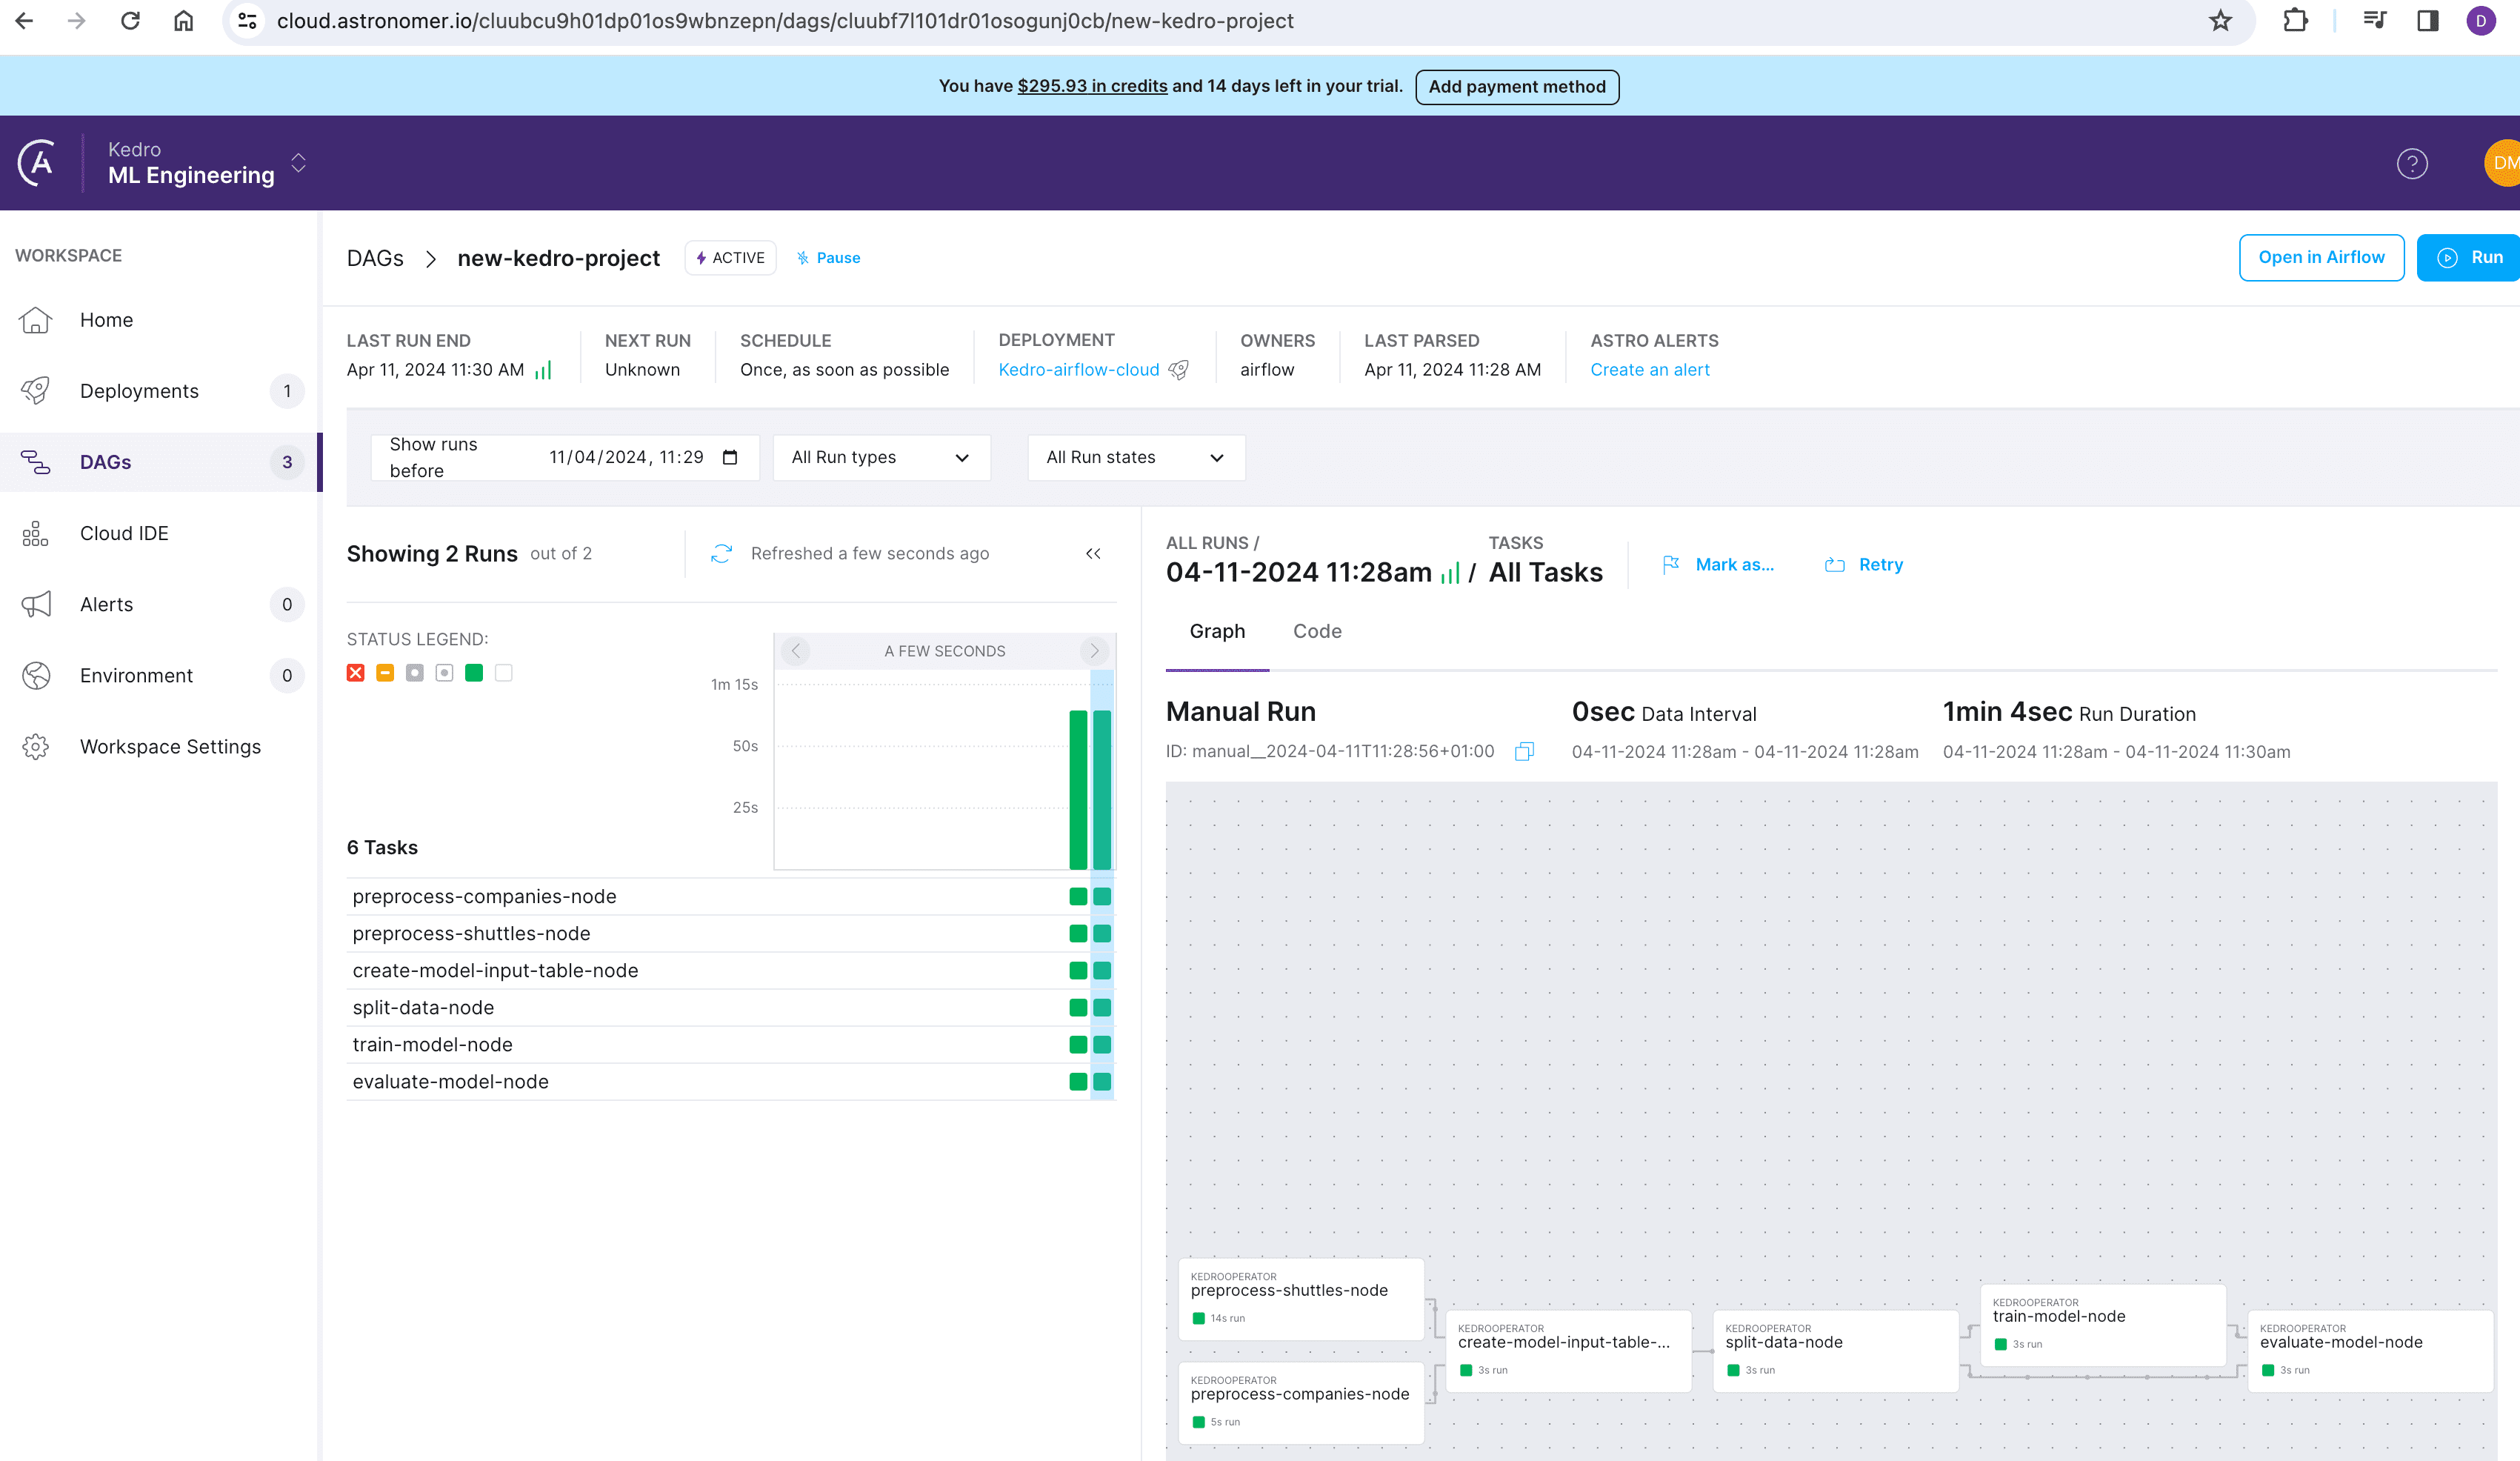 cloud.astronomer.io/cluubcu9h01dp01os9wbnzepn/dags/cluubf7l101dr01osogunj0cb/new-kedro-project
D
You have $295.93 in credits and 14 days left in your trial.
Add payment method
A
Kedro
ML Engineering
?
DM
WORKSPACE
Home
Deployments 1
DAGs 3
Cloud IDE
Alerts 0
Environment 0
Workspace Settings
DAGs > new-kedro-project
ACTIVE
Pause
Open in Airflow
Run
LAST RUN END
Apr 11, 2024 11:30 AM
NEXT RUN
Unknown
SCHEDULE
Once, as soon as possible
DEPLOYMENT
Kedro-airflow-cloud
OWNERS
airflow
LAST PARSED
Apr 11, 2024 11:28 AM
ASTRO ALERTS
Create an alert
Show runs
before
11/04/2024, 11:29
All Run types
All Run states
Showing 2 Runs out of 2
Refreshed a few seconds ago
STATUS LEGEND:
A FEW SECONDS
1m 15s
50s
25s
6 Tasks
preprocess-companies-node
preprocess-shuttles-node
create-model-input-table-node
split-data-node
train-model-node
evaluate-model-node
ALL RUNS /
04-11-2024 11:28am /
TASKS
All Tasks
Mark as...
Retry
Graph
Code
Manual Run
ID: manual__2024-04-11T11:28:56+01:00
0sec Data Interval
04-11-2024 11:28am - 04-11-2024 11:28am
1min 4sec Run Duration
04-11-2024 11:28am - 04-11-2024 11:30am
KEDROOPERATOR
preprocess-shuttles-node
14s run
KEDROOPERATOR
preprocess-companies-node
5s run
KEDROOPERATOR
create-model-input-table-...
3s run
KEDROOPERATOR
split-data-node
3s run
KEDROOPERATOR
train-model-node
3s run
KEDROOPERATOR
evaluate-model-node
3s run